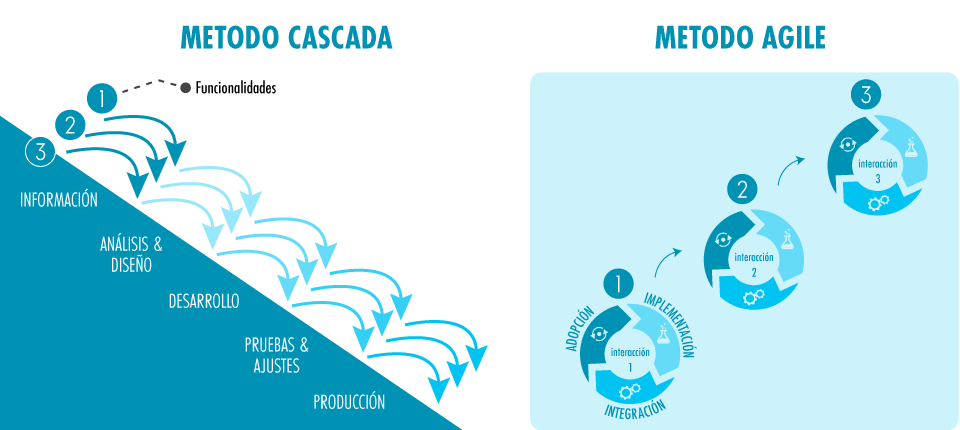 METODO CASCADA
1
Funcionalidades
2
3
INFORMACIÓN
ANÁLISIS &
DISEÑO
DESARROLLO
PRUEBAS &
AJUSTES
PRODUCCIÓN
METODO AGILE
3
interacción
3
2
interacción
2
1
ADOPCIÓN
IMPLEMENTACIÓN
interacción
1
INTEGRACIÓN